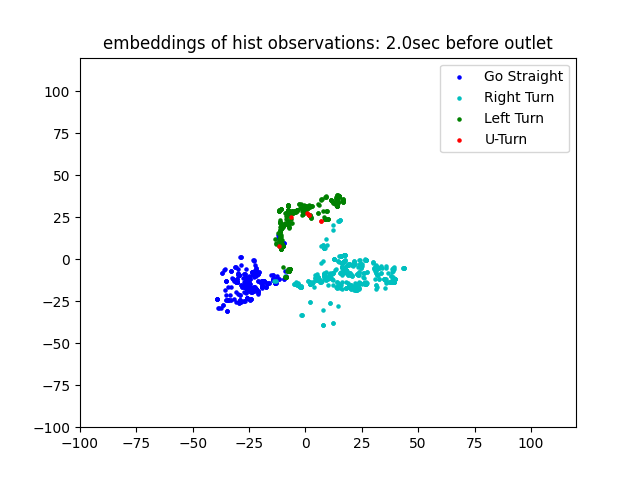 embeddings of hist observations: 2.0sec before outlet
Go Straight
Right Turn
Left Turn
U-Turn
100
75
50
25
0
−25
−50
−75
−100
−100 −75 −50 −25 0 25 50 75 100